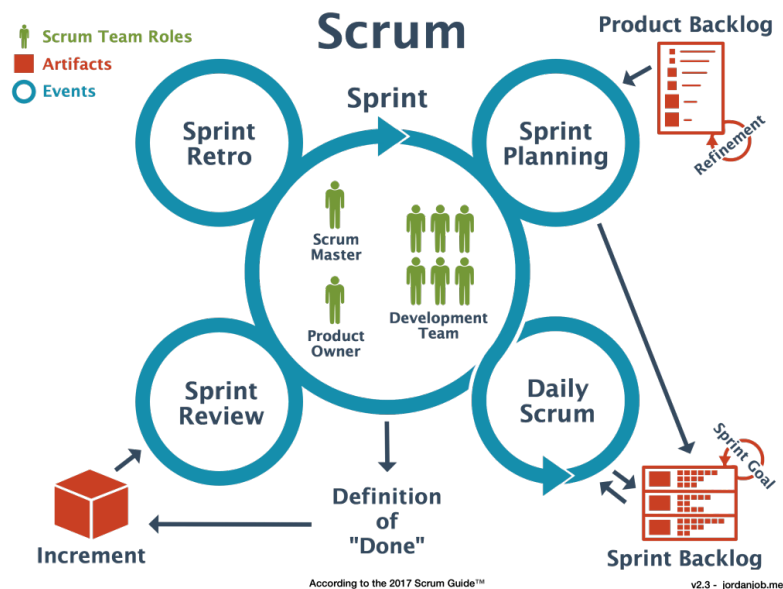 Scrum
Scrum Team Roles
Artifacts
Events
Product Backlog
Refinement
Sprint
Sprint
Retro
Sprint
Planning
Scrum
Master
Product
Owner
Development
Team
Sprint
Review
Daily
Scrum
Sprint Goal
Definition
of
"Done"
Increment
Sprint Backlog
According to the 2017 Scrum Guide™
v2.3 - jordanjob.me